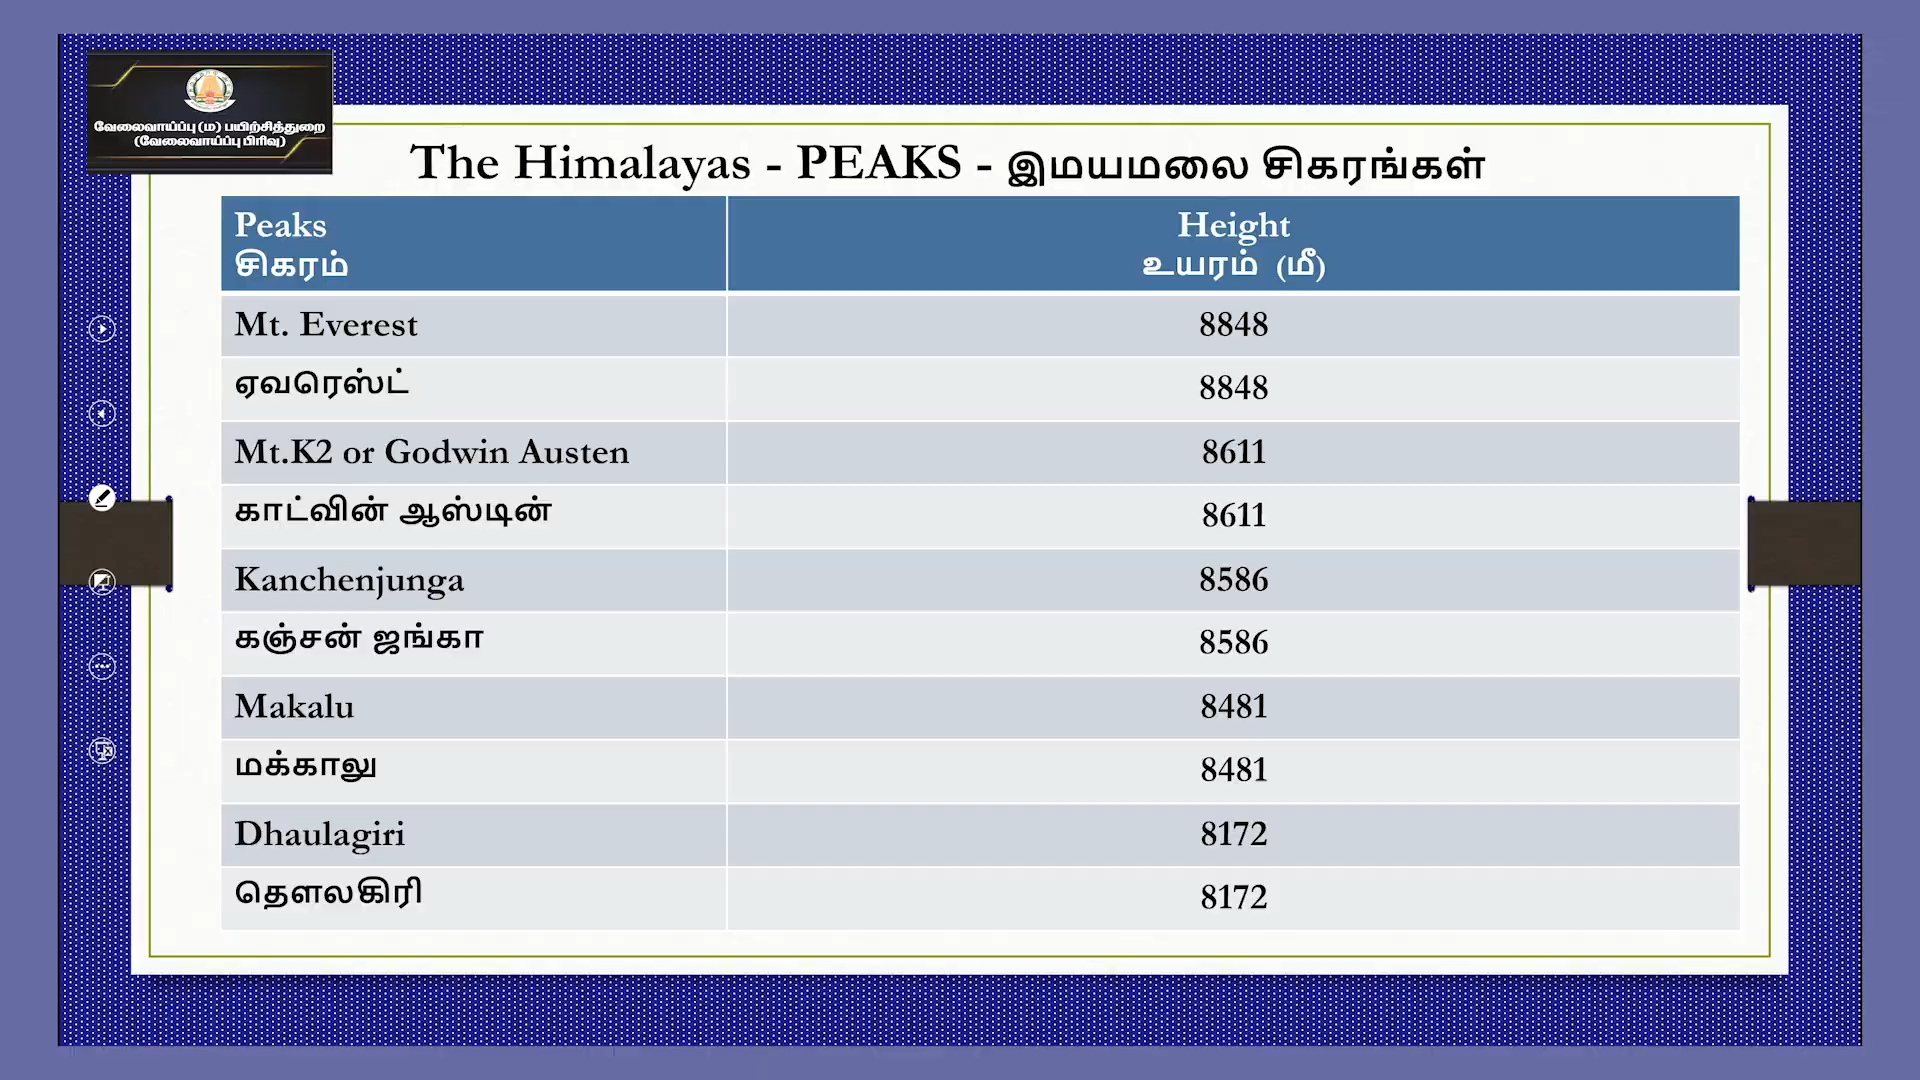 வேலைவாய்ப்பு (ம) பயிற்சித்துறை
(வேலைவாய்ப்பு பிரிவு)
The Himalayas - PEAKS - இமயமலை சிகரங்கள்
Peaks Height
சிகரம் உயரம் (மீ)
Mt. Everest 8848
ஏவரெஸ்ட் 8848
Mt.K2 or Godwin Austen 8611
காட்வின் ஆஸ்டின் 8611
Kanchenjunga 8586
கஞ்சன் ஜங்கா 8586
Makalu 8481
மக்காலு 8481
Dhaulagiri 8172
தௌலகிரி 8172